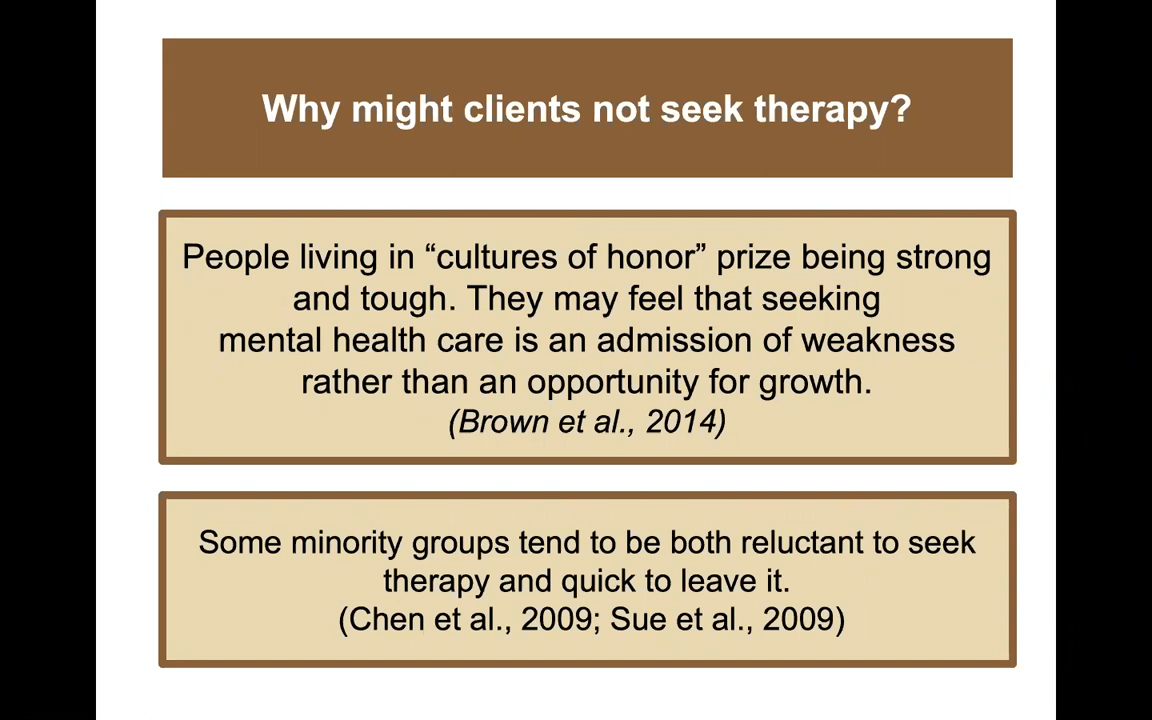 Why might clients not seek therapy?
People living in “cultures of honor” prize being strong
and tough. They may feel that seeking
mental health care is an admission of weakness
rather than an opportunity for growth.
(Brown et al., 2014)
Some minority groups tend to be both reluctant to seek
therapy and quick to leave it.
(Chen et al., 2009; Sue et al., 2009)